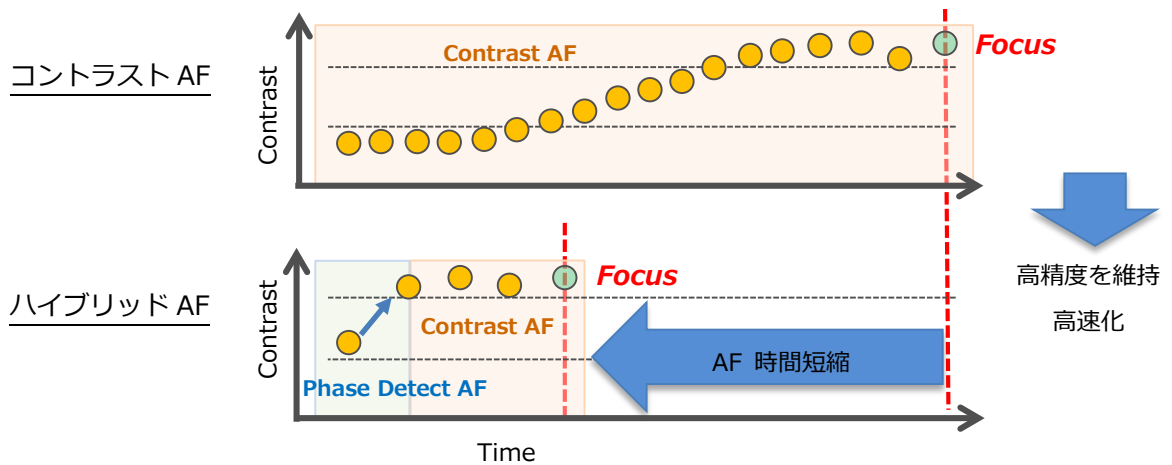 コントラスト AF
Contrast
Contrast AF
Focus
高精度を維持
高速化
ハイブリッド AF
Contrast
Phase Detect AF
Contrast AF
Focus
AF 時間短縮
Time